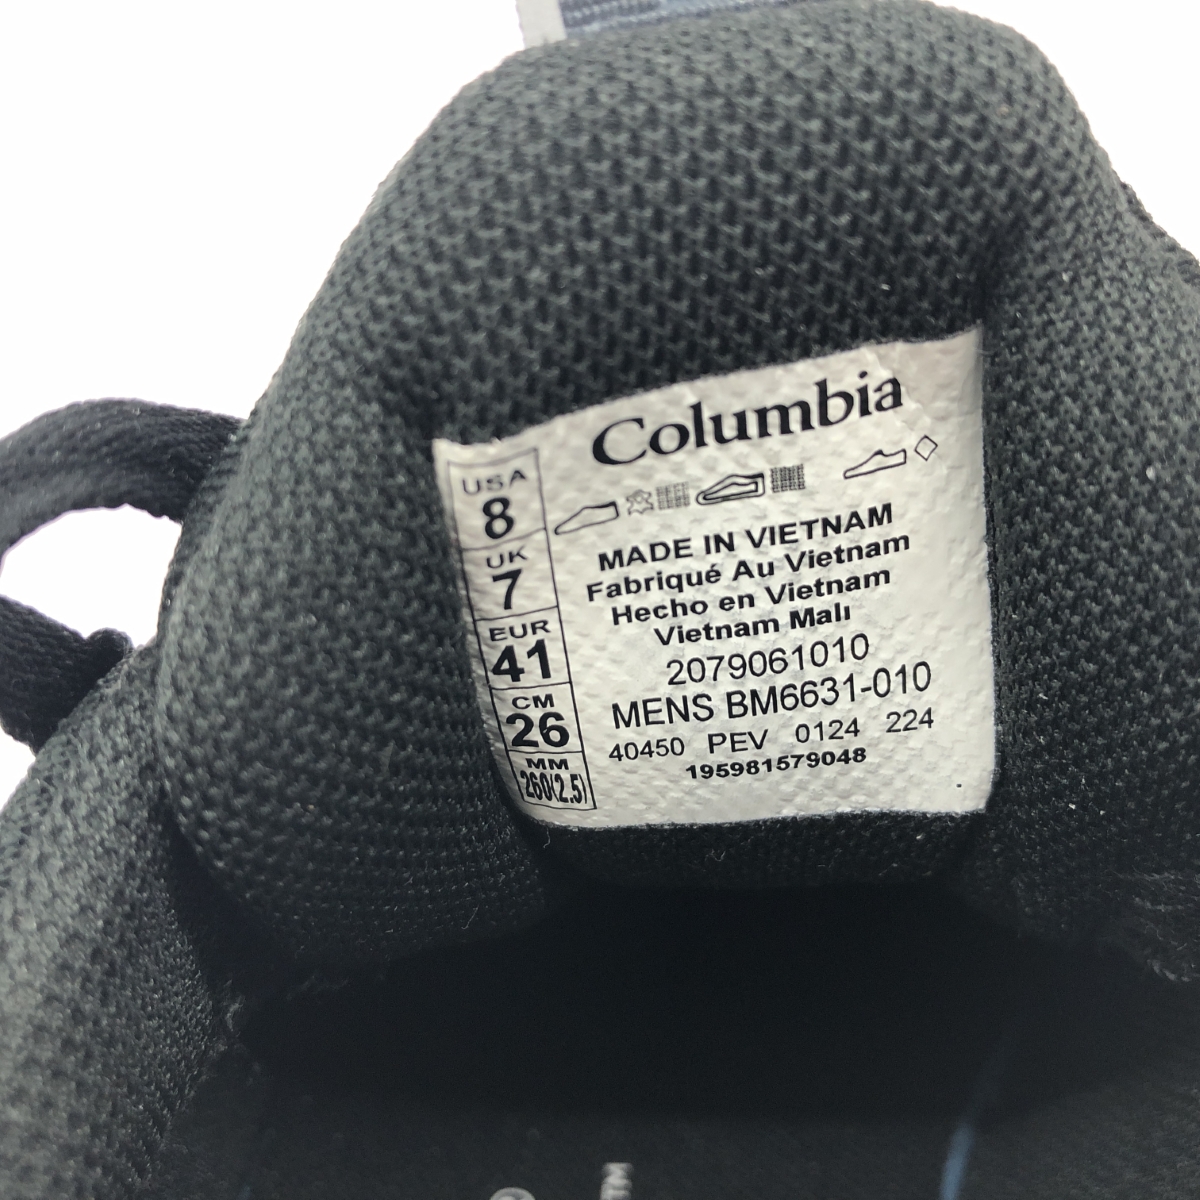 Columbia
USA
8
UK
7
EUR
41
CM
26
MM
260(2.5)
MADE IN VIETNAM
Fabriqué Au Vietnam
Hecho en Vietnam
Vietnam Malı
2079061010
MENS BM6631-010
40450 PEV 0124 224
195981579048